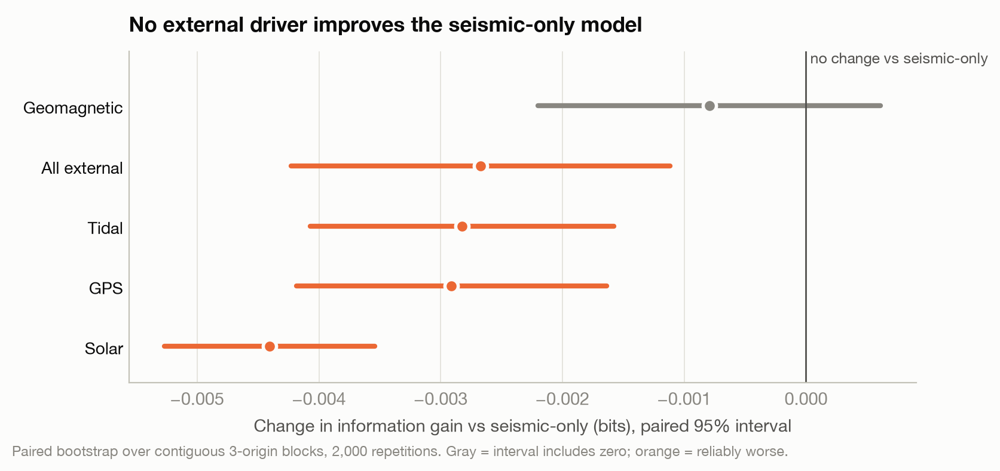 No external driver improves the seismic-only model
no change vs seismic-only
Geomagnetic
All external
Tidal
GPS
Solar
−0.005 −0.004 −0.003 −0.002 −0.001 0.000
Change in information gain vs seismic-only (bits), paired 95% interval
Paired bootstrap over contiguous 3-origin blocks, 2,000 repetitions. Gray = interval includes zero; orange = reliably worse.